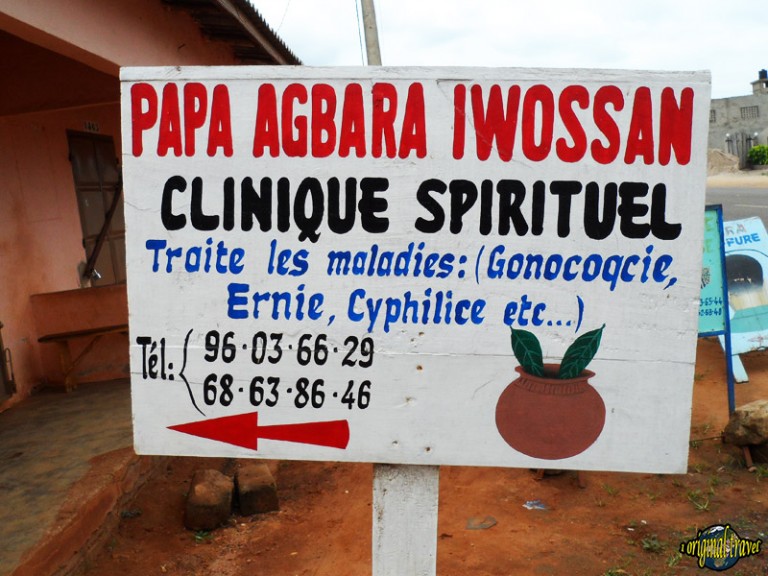 PAPA AGBARA IWOSSAN
CLINIQUE SPIRITUEL
Traite les maladies: (Gonocoqcie,
Ernie, Cyphilice etc...)
Tél: 96·03·66·29
68·63·86·46
FURE
original travel